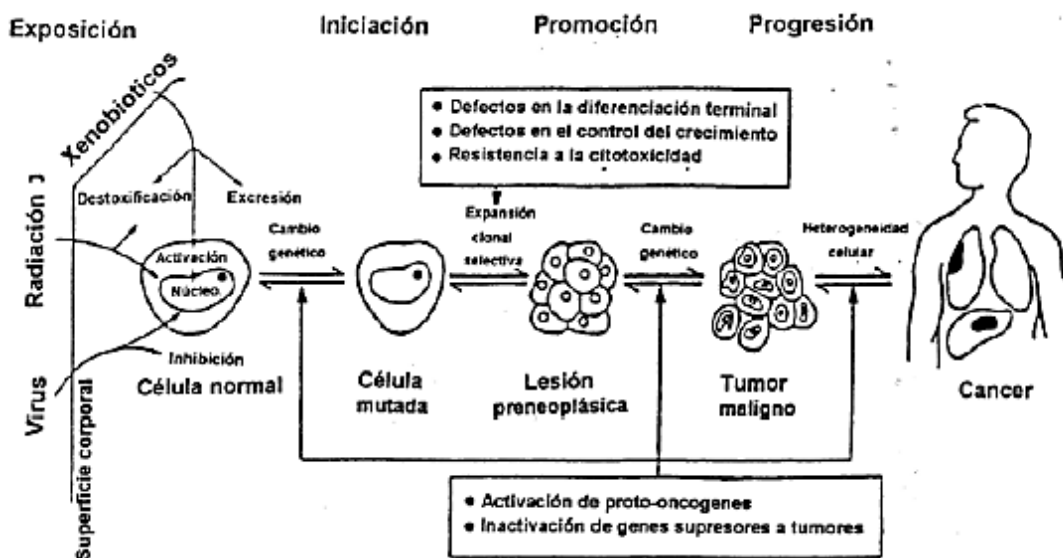 Exposición
Iniciación
Promoción
Progresión
Xenobioticos
Radiación
Virus
Superficie corporal
Destoxificación
Excresión
Activación
Núcleo.
Inhibición
Célula normal
Cambio
genético
Célula
mutada
● Defectos en la diferenciación terminal
● Defectos en el control del crecimiento
● Resistencia a la citotoxicidad
Expansión
clonal
selectiva
Lesión
preneoplásica
Cambio
genético
Tumor
maligno
Heterogeneidad
celular
Cancer
● Activación de proto-oncogenes
● Inactivación de genes supresores a tumores